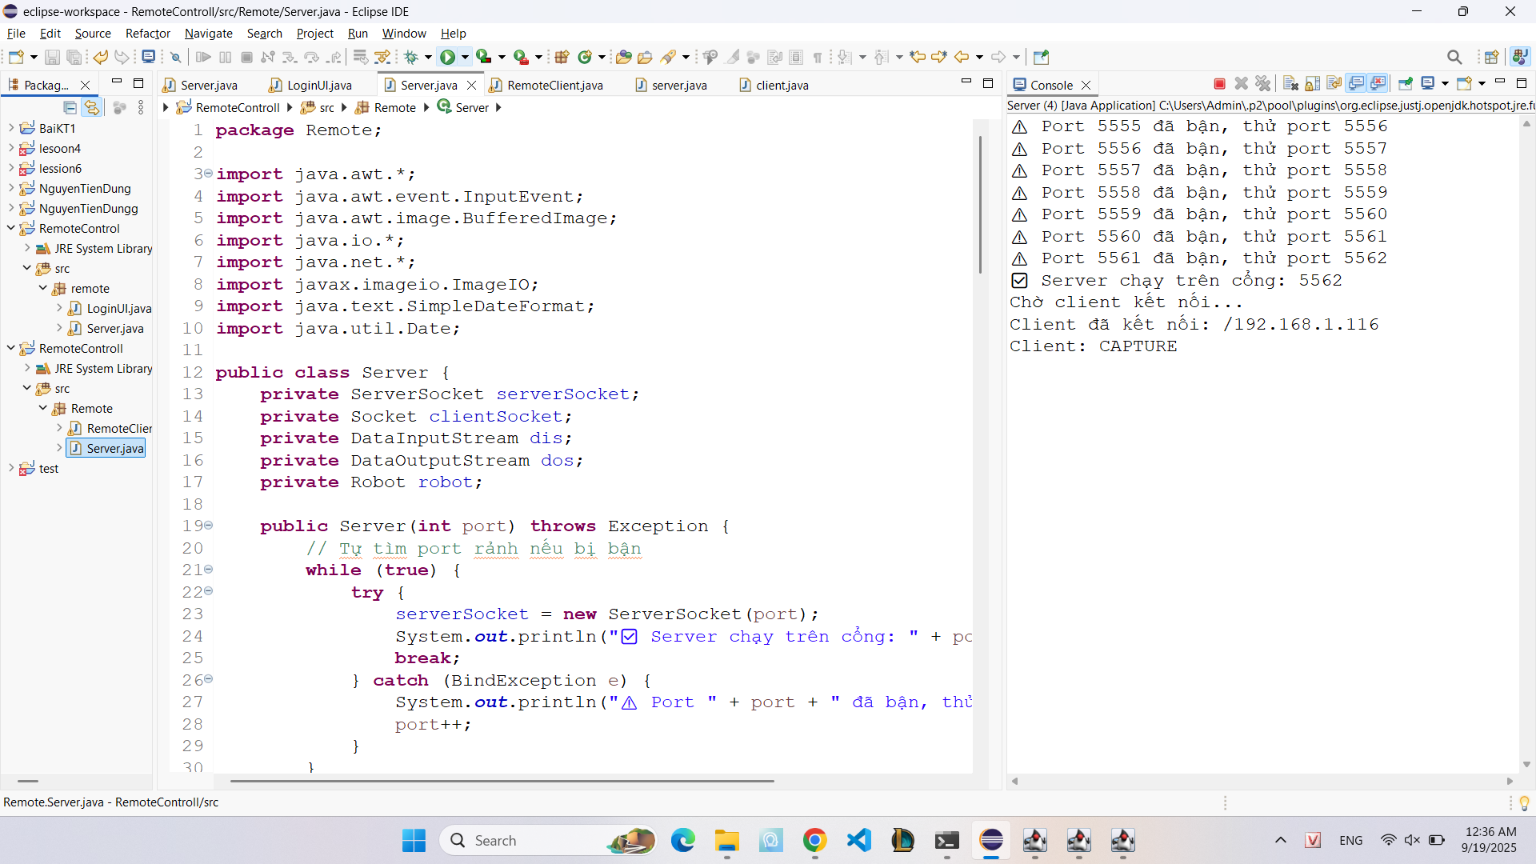 eclipse-workspace - RemoteControll/src/Remote/Server.java - Eclipse IDE
File Edit Source Refactor Navigate Search Project Run Window Help
Packag...
BaiKT1
lesoon4
lession6
NguyenTienDung
NguyenTienDungg
RemoteControl
JRE System Library
src
remote
LoginUI.java
Server.java
RemoteControll
JRE System Library
src
Remote
RemoteClier
Server.java
test
Server.java LoginUI.java Server.java RemoteClient.java server.java client.java
RemoteControll src Remote Server
1 package Remote;
2
3 import java.awt.*;
4 import java.awt.event.InputEvent;
5 import java.awt.image.BufferedImage;
6 import java.io.*;
7 import java.net.*;
8 import javax.imageio.ImageIO;
9 import java.text.SimpleDateFormat;
10 import java.util.Date;
11
12 public class Server {
13 private ServerSocket serverSocket;
14 private Socket clientSocket;
15 private DataInputStream dis;
16 private DataOutputStream dos;
17 private Robot robot;
18
19 public Server(int port) throws Exception {
20 // Tự tìm port rảnh nếu bị bận
21 while (true) {
22 try {
23 serverSocket = new ServerSocket(port);
24 System.out.println("☑ Server chạy trên cổng: " + po
25 break;
26 } catch (BindException e) {
27 System.out.println("⚠ Port " + port + " đã bận, thử
28 port++;
29 }
30 }
Console
Server (4) [Java Application] C:\Users\Admin\.p2\pool\plugins\org.eclipse.justj.openjdk.hotspot.jre.fu
⚠ Port 5555 đã bận, thử port 5556
⚠ Port 5556 đã bận, thử port 5557
⚠ Port 5557 đã bận, thử port 5558
⚠ Port 5558 đã bận, thử port 5559
⚠ Port 5559 đã bận, thử port 5560
⚠ Port 5560 đã bận, thử port 5561
⚠ Port 5561 đã bận, thử port 5562
☑ Server chạy trên cổng: 5562
Chờ client kết nối...
Client đã kết nối: /192.168.1.116
Client: CAPTURE
Remote.Server.java - RemoteControll/src
Search
V ENG
12:36 AM
9/19/2025